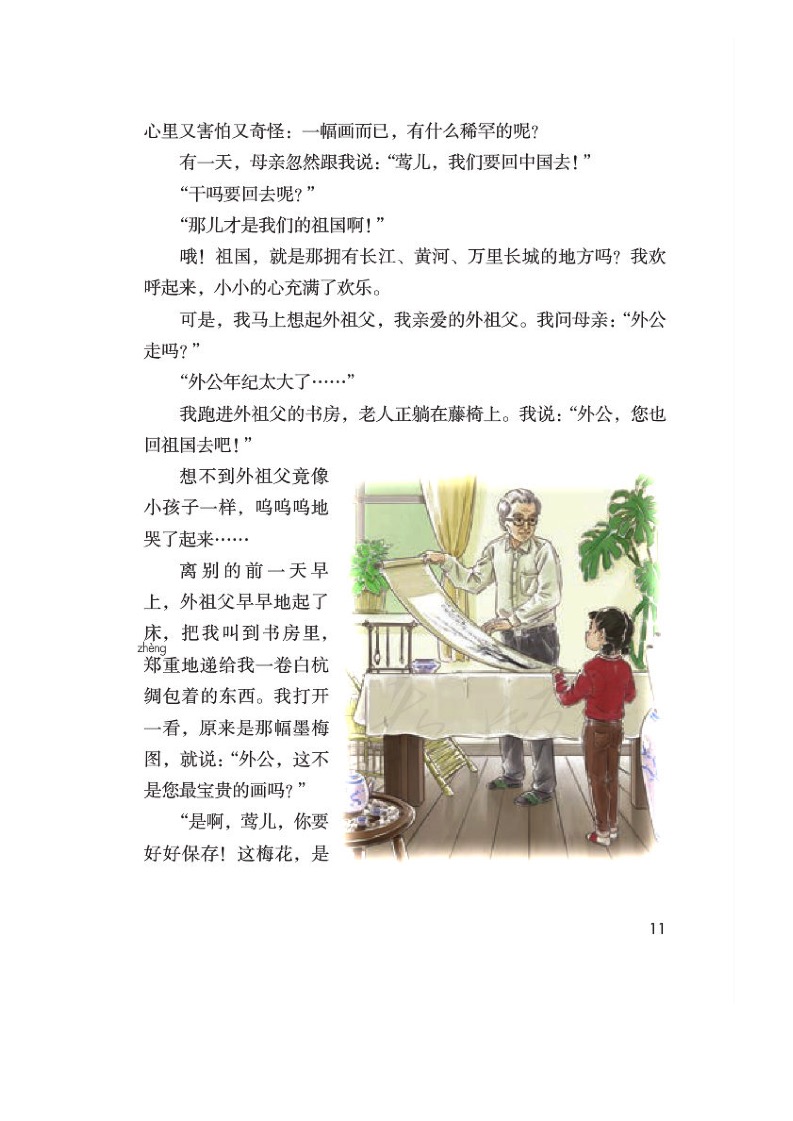 心里又害怕又奇怪：一幅画而已，有什么稀罕的呢？
有一天，母亲忽然跟我说：“莺儿，我们要回中国去！”
“干吗要回去呢？”
“那儿才是我们的祖国啊！”
哦！祖国，就是那拥有长江、黄河、万里长城的地方吗？我欢
呼起来，小小的心充满了欢乐。
可是，我马上想起外祖父，我亲爱的外祖父。我问母亲：“外公
走吗？”
“外公年纪太大了……”
我跑进外祖父的书房，老人正躺在藤椅上。我说：“外公，您也
回祖国去吧！”
想不到外祖父竟像
小孩子一样，呜呜呜地
哭了起来……
离别的前一天早
上，外祖父早早地起了
床，把我叫到书房里，
zhèng
郑重地递给我一卷白杭
绸包着的东西。我打开
一看，原来是那幅墨梅
图，就说：“外公，这不
是您最宝贵的画吗？”
“是啊，莺儿，你要
好好保存！这梅花，是
11